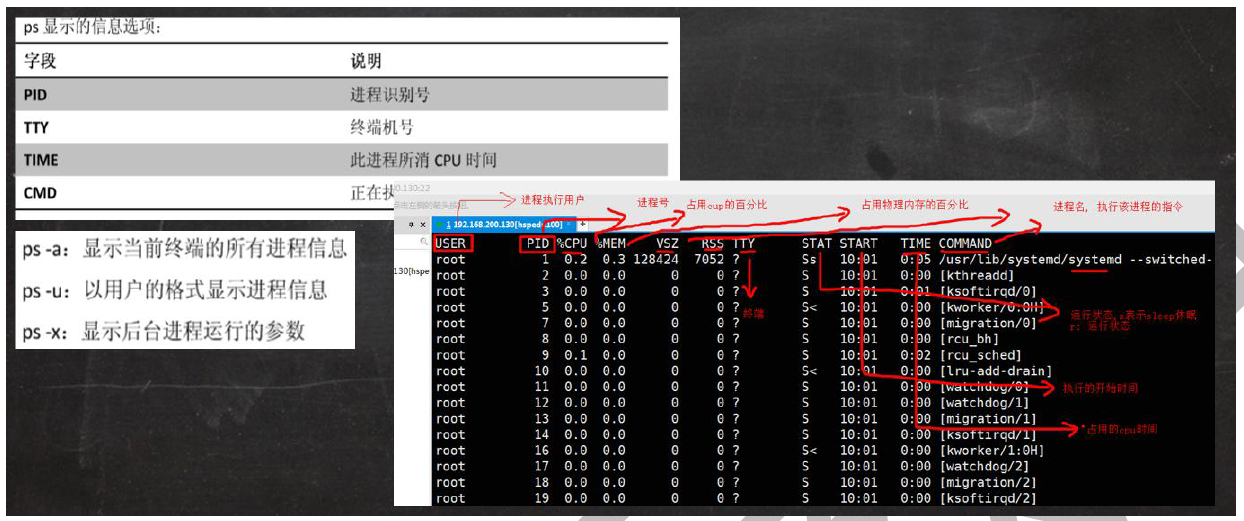 ps 显示的信息选项:
字段 说明
PID 进程识别号
TTY 终端机号
TIME 此进程所消 CPU 时间
CMD 正在执
ps -a: 显示当前终端的所有进程信息
ps -u: 以用户的格式显示进程信息
ps -x: 显示后台进程运行的参数
0.130:22
进程执行用户 进程号 占用cup的百分比 占用物理内存的百分比 进程名, 执行该进程的指令
1 192.168.200.130[hsped 100]
USER PID %CPU %MEM VSZ RSS TTY STAT START TIME COMMAND
root 1 0.2 0.3 128424 7052 ? Ss 10:01 0:05 /usr/lib/systemd/systemd --switched-
130[hspe
root 2 0.0 0.0 0 0 ? S 10:01 0:00 [kthreadd]
root 3 0.0 0.0 0 0 ? S 10:01 0:01 [ksoftirqd/0]
root 5 0.0 0.0 0 0 ? S< 10:01 0:00 [kworker/0:0H]
终端
运行状态,s表示sleep休眠
r: 运行状态
root 7 0.0 0.0 0 0 ? S 10:01 0:00 [migration/0]
root 8 0.0 0.0 0 0 ? S 10:01 0:00 [rcu_bh]
root 9 0.1 0.0 0 0 ? S 10:01 0:02 [rcu_sched]
root 10 0.0 0.0 0 0 ? S< 10:01 0:00 [lru-add-drain]
root 11 0.0 0.0 0 0 ? S 10:01 0:00 [watchdog/0]
执行的开始时间
root 12 0.0 0.0 0 0 ? S 10:01 0:00 [watchdog/1]
root 13 0.0 0.0 0 0 ? S 10:01 0:00 [migration/1]
占用的cpu时间
root 14 0.0 0.0 0 0 ? S 10:01 0:00 [ksoftirqd/1]
root 16 0.0 0.0 0 0 ? S< 10:01 0:00 [kworker/1:0H]
root 17 0.0 0.0 0 0 ? S 10:01 0:00 [watchdog/2]
root 18 0.0 0.0 0 0 ? S 10:01 0:00 [migration/2]
root 19 0.0 0.0 0 0 ? S 10:01 0:00 [ksoftirqd/2]